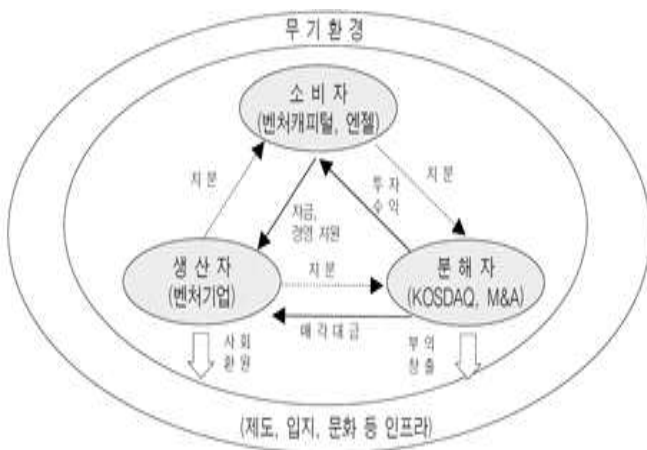 무기환경
소비자
(벤처캐피털, 엔젤)
지분
투자
수익
지분
자금,
경영 지원
생산자
(벤처기업)
지분
분해자
(KOSDAQ, M&A)
매각대금
사회
환원
부의
창출
(제도, 입지, 문화 등 인프라)